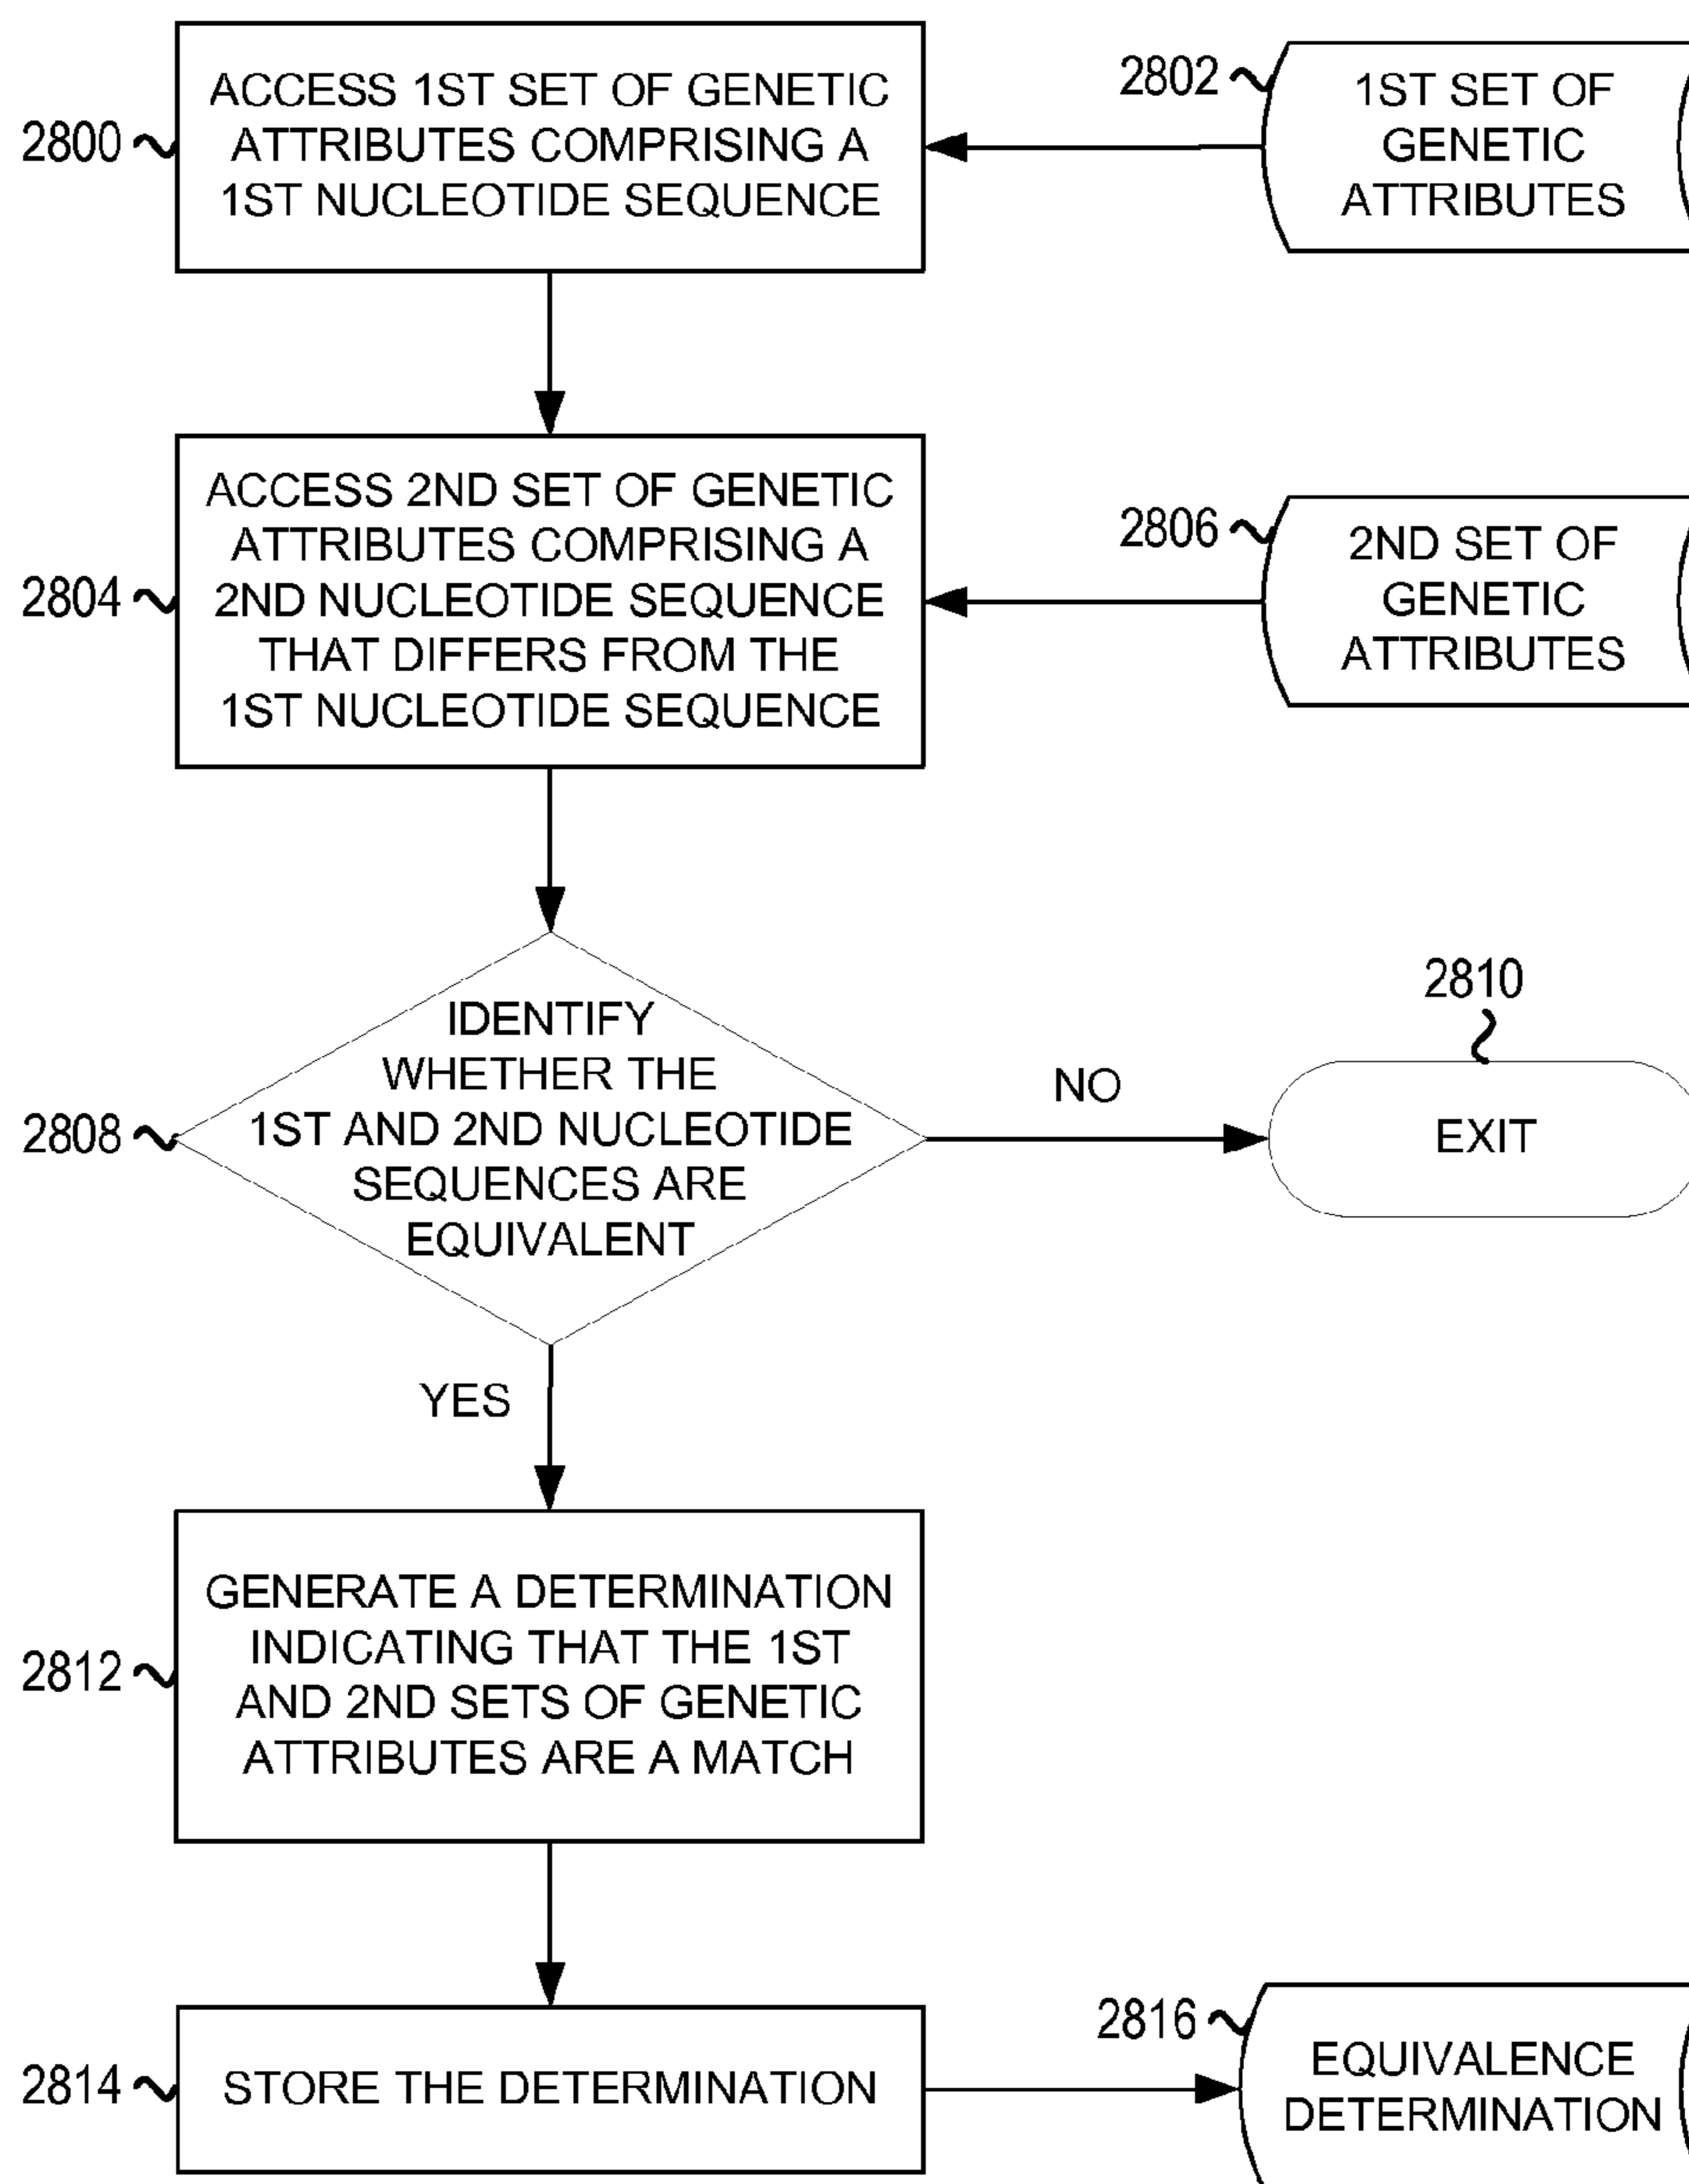 2800
ACCESS 1ST SET OF GENETIC
ATTRIBUTES COMPRISING A
1ST NUCLEOTIDE SEQUENCE
2802
1ST SET OF
GENETIC
ATTRIBUTES
2804
ACCESS 2ND SET OF GENETIC
ATTRIBUTES COMPRISING A
2ND NUCLEOTIDE SEQUENCE
THAT DIFFERS FROM THE
1ST NUCLEOTIDE SEQUENCE
2806
2ND SET OF
GENETIC
ATTRIBUTES
2808
IDENTIFY
WHETHER THE
1ST AND 2ND NUCLEOTIDE
SEQUENCES ARE
EQUIVALENT
NO
2810
EXIT
YES
2812
GENERATE A DETERMINATION
INDICATING THAT THE 1ST
AND 2ND SETS OF GENETIC
ATTRIBUTES ARE A MATCH
2814
STORE THE DETERMINATION
2816
EQUIVALENCE
DETERMINATION